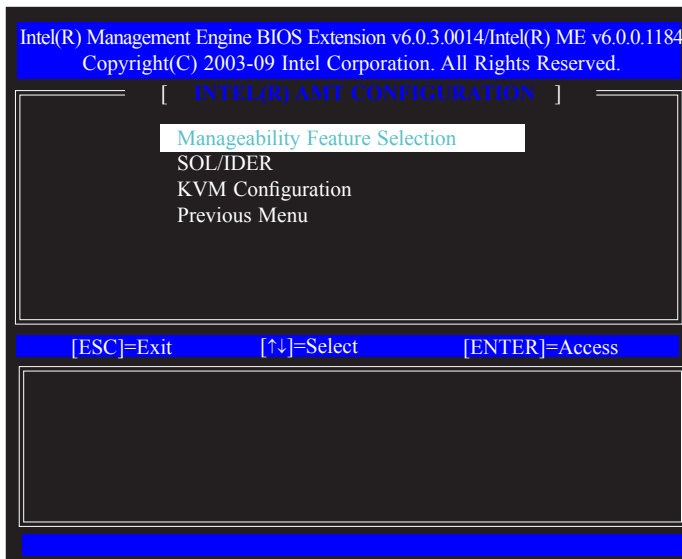 Intel(R) Management Engine BIOS Extension v6.0.3.0014/Intel(R) ME v6.0.0.1184
Copyright(C) 2003-09 Intel Corporation. All Rights Reserved.
[ INTEL(R) AMT CONFIGURATION ]
Manageability Feature Selection
SOL/IDER
KVM Configuration
Previous Menu
[ESC]=Exit [↑↓]=Select [ENTER]=Access